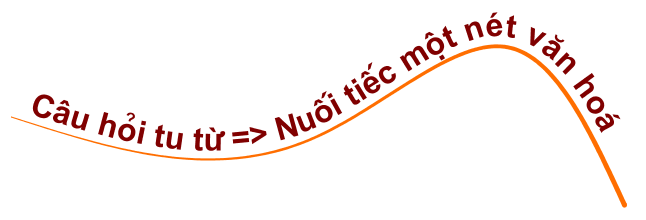 Câu hỏi tu từ => Nuối tiếc một nét văn hoá